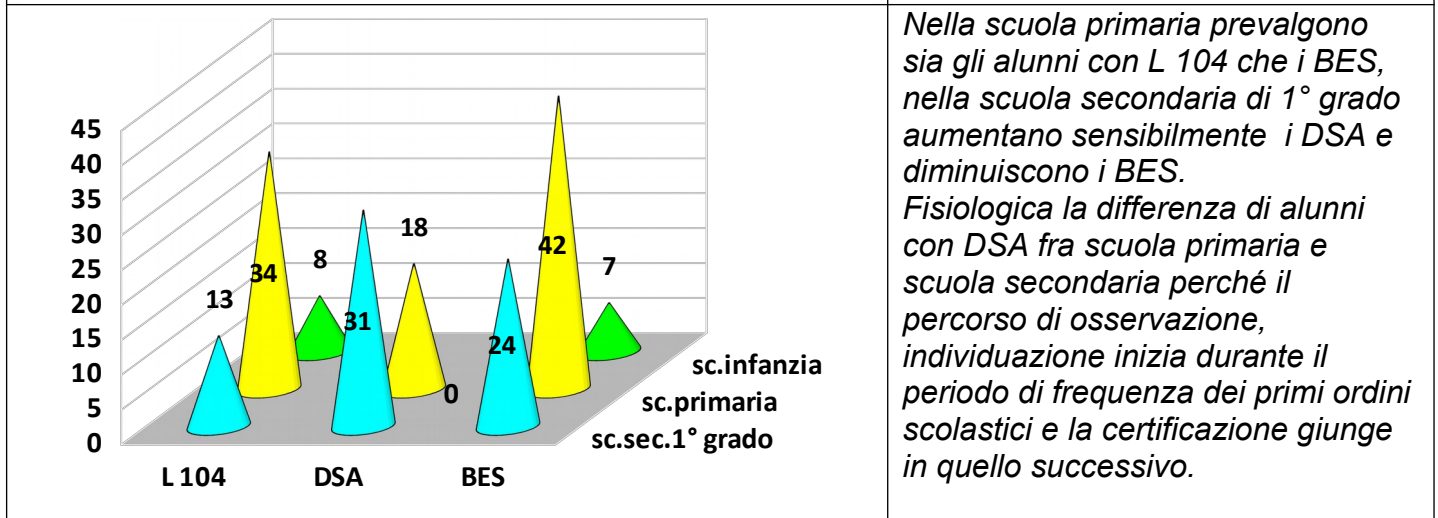 45
40
35
30
25
20
15
10
5
0
13
34
8
31
18
0
24
42
7
sc.infanzia
sc.primaria
sc.sec.1° grado
L 104 DSA BES
Nella scuola primaria prevalgono
sia gli alunni con L 104 che i BES,
nella scuola secondaria di 1° grado
aumentano sensibilmente i DSA e
diminuiscono i BES.
Fisiologica la differenza di alunni
con DSA fra scuola primaria e
scuola secondaria perché il
percorso di osservazione,
individuazione inizia durante il
periodo di frequenza dei primi ordini
scolastici e la certificazione giunge
in quello successivo.